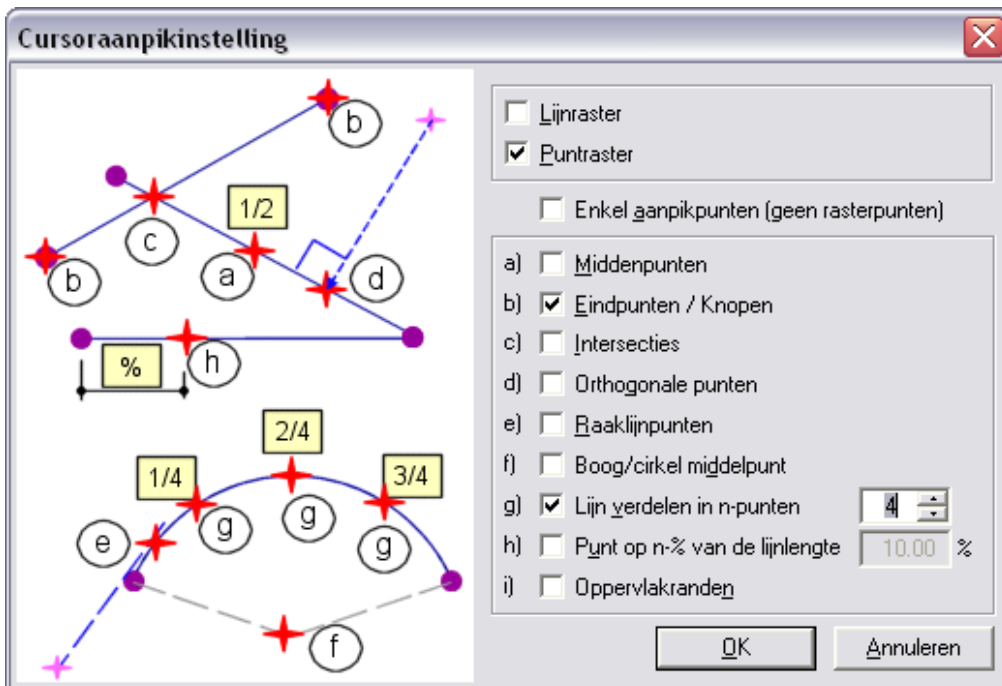 Cursoraanpikinstelling
b
1/2
c
a
d
b
h
%
2/4
1/4
3/4
g
g
g
e
f
Lijnraster
Puntraster
Enkel aanpikpunten (geen rasterpunten)
a) Middenpunten
b) Eindpunten / Knopen
c) Intersecties
d) Orthogonale punten
e) Raaklijnpunten
f) Boog/cirkel middelpunt
g) Lijn verdelen in n-punten 4
h) Punt op n-% van de lijnlengte 10.00 %
i) Oppervlakranden
OK Annuleren